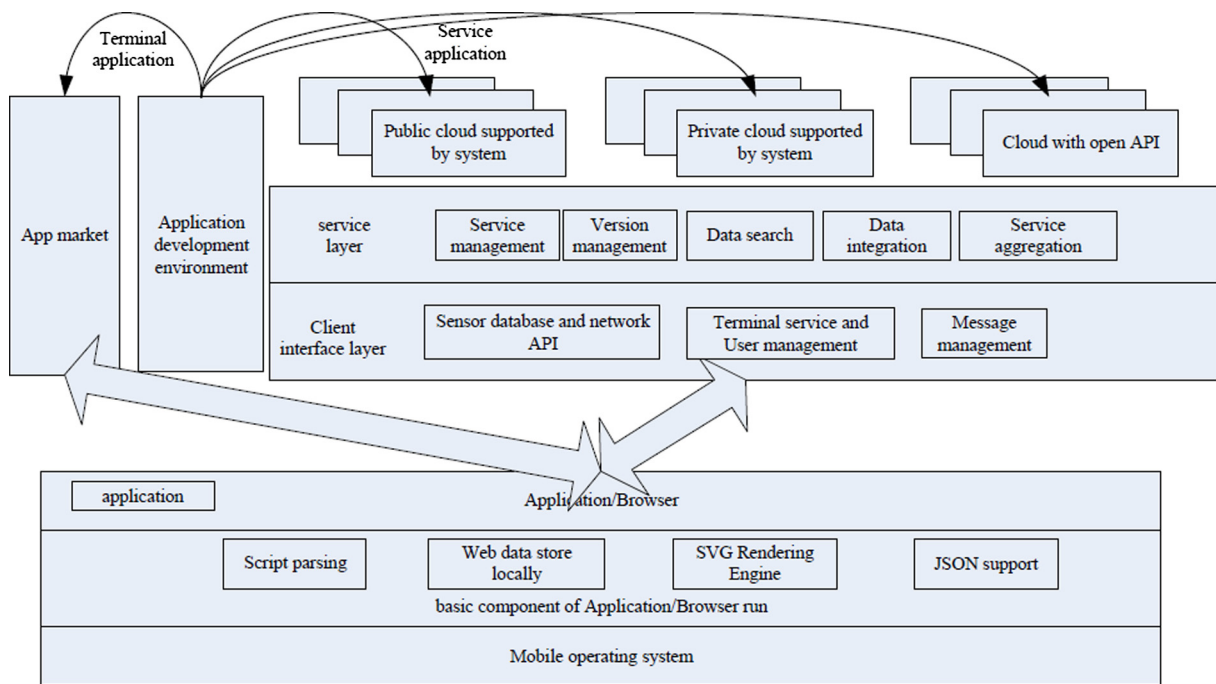 Terminal
application
Service
application
Public cloud supported
by system
Private cloud supported
by system
Cloud with open API
App market
Application
development
environment
service
layer
Service
management
Version
management
Data search
Data
integration
Service
aggregation
Client
interface layer
Sensor database and network
API
Terminal service and
User management
Message
management
application
Application/Browser
Script parsing
Web data store
locally
SVG Rendering
Engine
JSON support
basic component of Application/Browser run
Mobile operating system